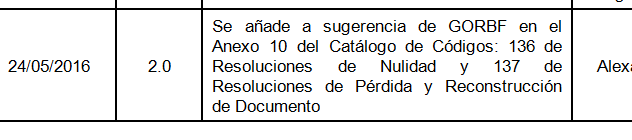 Se añade a sugerencia de GORBF en el
Anexo 10 del Catálogo de Códigos: 136 de
24/05/2016 2.0 Resoluciones de Nulidad y 137 de Alexa
Resoluciones de Pérdida y Reconstrucción
de Documento